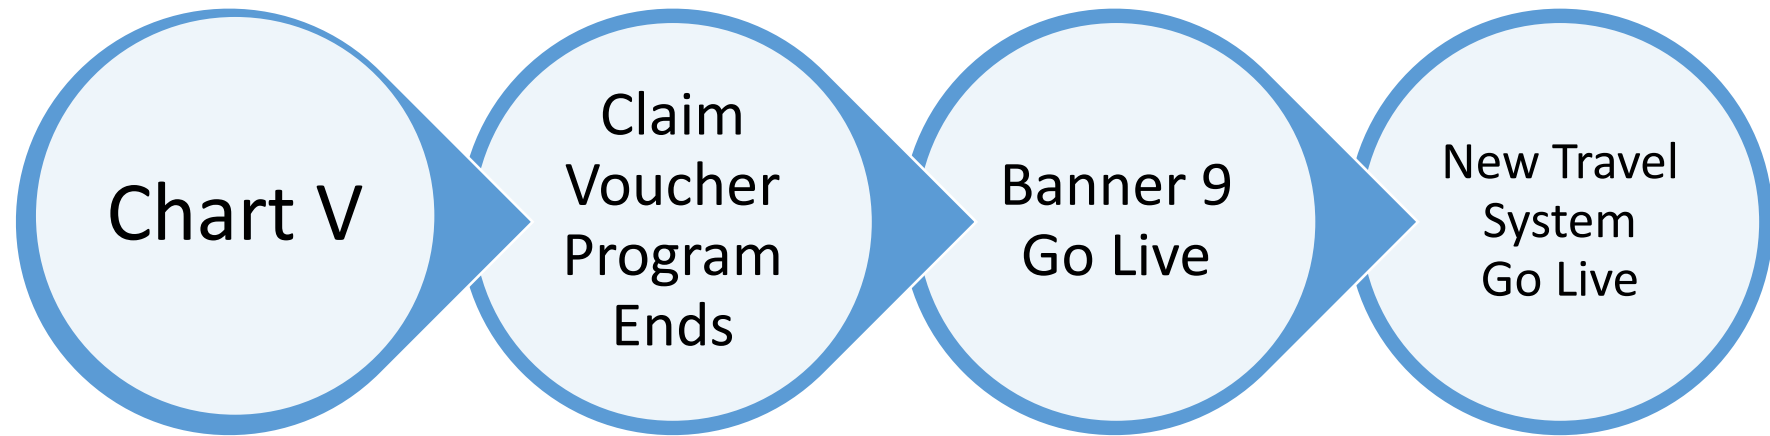 Chart V
Claim
Voucher
Program
Ends
Banner 9
Go Live
New Travel
System
Go Live